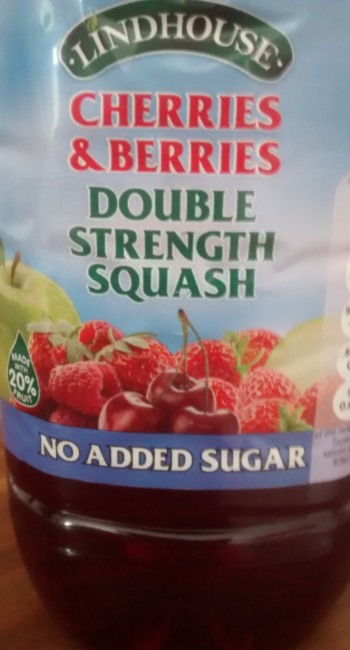 LINDHOUSE
CHERRIES
& BERRIES
DOUBLE
STRENGTH
SQUASH
MADE
WITH
20%
FRUIT
NO ADDED SUGAR